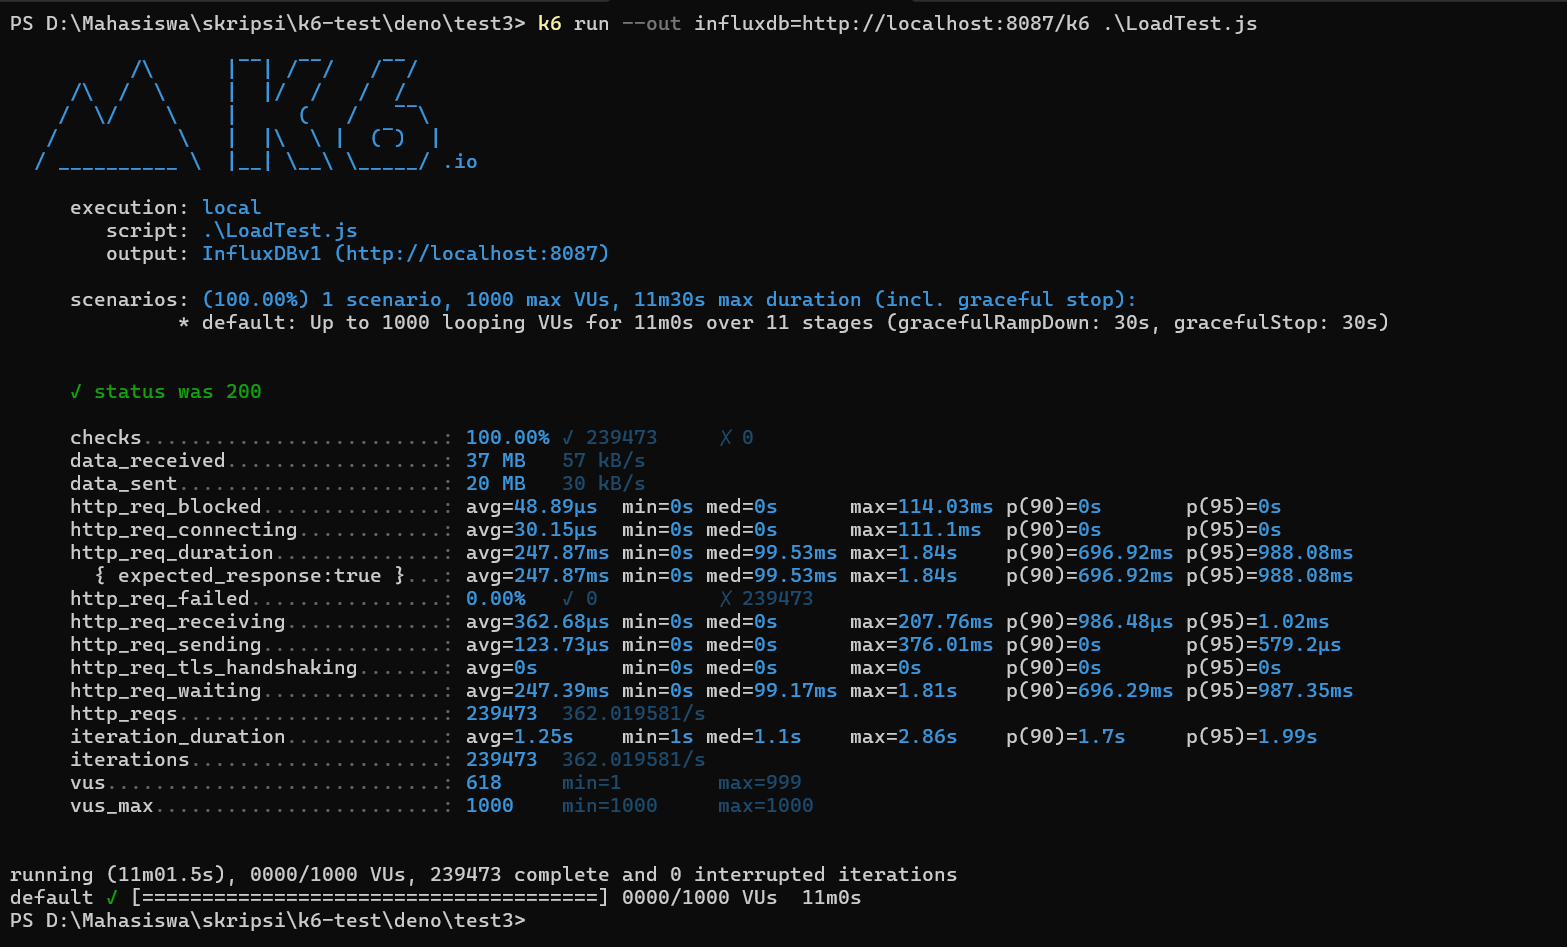 PS D:\Mahasiswa\skripsi\k6-test\deno\test3> k6 run --out influxdb=http://localhost:8087/k6 .\LoadTest.js
          /\      |‾‾| /‾‾/   /‾‾/
     /\  /  \     |  |/  /   /  /
    /  \/    \    |     (   /   ‾‾\
   /          \   |  |\  \ |  (‾)  |
  / __________ \  |__| \__\ \_____/ .io
execution: local
script: .\LoadTest.js
output: InfluxDBv1 (http://localhost:8087)
scenarios: (100.00%) 1 scenario, 1000 max VUs, 11m30s max duration (incl. graceful stop):
* default: Up to 1000 looping VUs for 11m0s over 11 stages (gracefulRampDown: 30s, gracefulStop: 30s)
✓ status was 200
checks.........................: 100.00% ✓ 239473     ✗ 0
data_received..................: 37 MB   57 kB/s
data_sent......................: 20 MB   30 kB/s
http_req_blocked...............: avg=48.89µs  min=0s med=0s      max=114.03ms p(90)=0s       p(95)=0s
http_req_connecting............: avg=30.15µs  min=0s med=0s      max=111.1ms  p(90)=0s       p(95)=0s
http_req_duration..............: avg=247.87ms min=0s med=99.53ms max=1.84s    p(90)=696.92ms p(95)=988.08ms
{ expected_response:true }...: avg=247.87ms min=0s med=99.53ms max=1.84s    p(90)=696.92ms p(95)=988.08ms
http_req_failed................: 0.00%   ✓ 0          ✗ 239473
http_req_receiving.............: avg=362.68µs min=0s med=0s      max=207.76ms p(90)=986.48µs p(95)=1.02ms
http_req_sending...............: avg=123.73µs min=0s med=0s      max=376.01ms p(90)=0s       p(95)=579.2µs
http_req_tls_handshaking.......: avg=0s       min=0s med=0s      max=0s       p(90)=0s       p(95)=0s
http_req_waiting...............: avg=247.39ms min=0s med=99.17ms max=1.81s    p(90)=696.29ms p(95)=987.35ms
http_reqs......................: 239473  362.019581/s
iteration_duration.............: avg=1.25s    min=1s med=1.1s    max=2.86s    p(90)=1.7s     p(95)=1.99s
iterations.....................: 239473  362.019581/s
vus............................: 618     min=1        max=999
vus_max........................: 1000    min=1000     max=1000
running (11m01.5s), 0000/1000 VUs, 239473 complete and 0 interrupted iterations
default ✓ [======================================] 0000/1000 VUs  11m0s
PS D:\Mahasiswa\skripsi\k6-test\deno\test3>